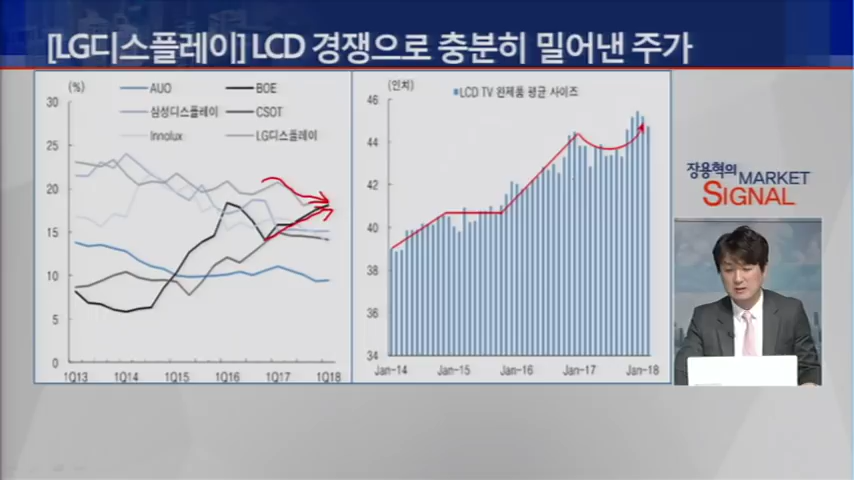 [LG디스플레이] LCD 경쟁으로 충분히 밀어낸 주가
(%)
AUO
BOE
삼성디스플레이
CSOT
Innolux
LG디스플레이
30
25
20
15
10
5
0
1Q13
1Q14
1Q15
1Q16
1Q17
1Q18
(인치)
LCD TV 완제품 평균 사이즈
46
44
42
40
38
36
34
Jan-14
Jan-15
Jan-16
Jan-17
Jan-18
장용혁의
MARKET
SIGNAL